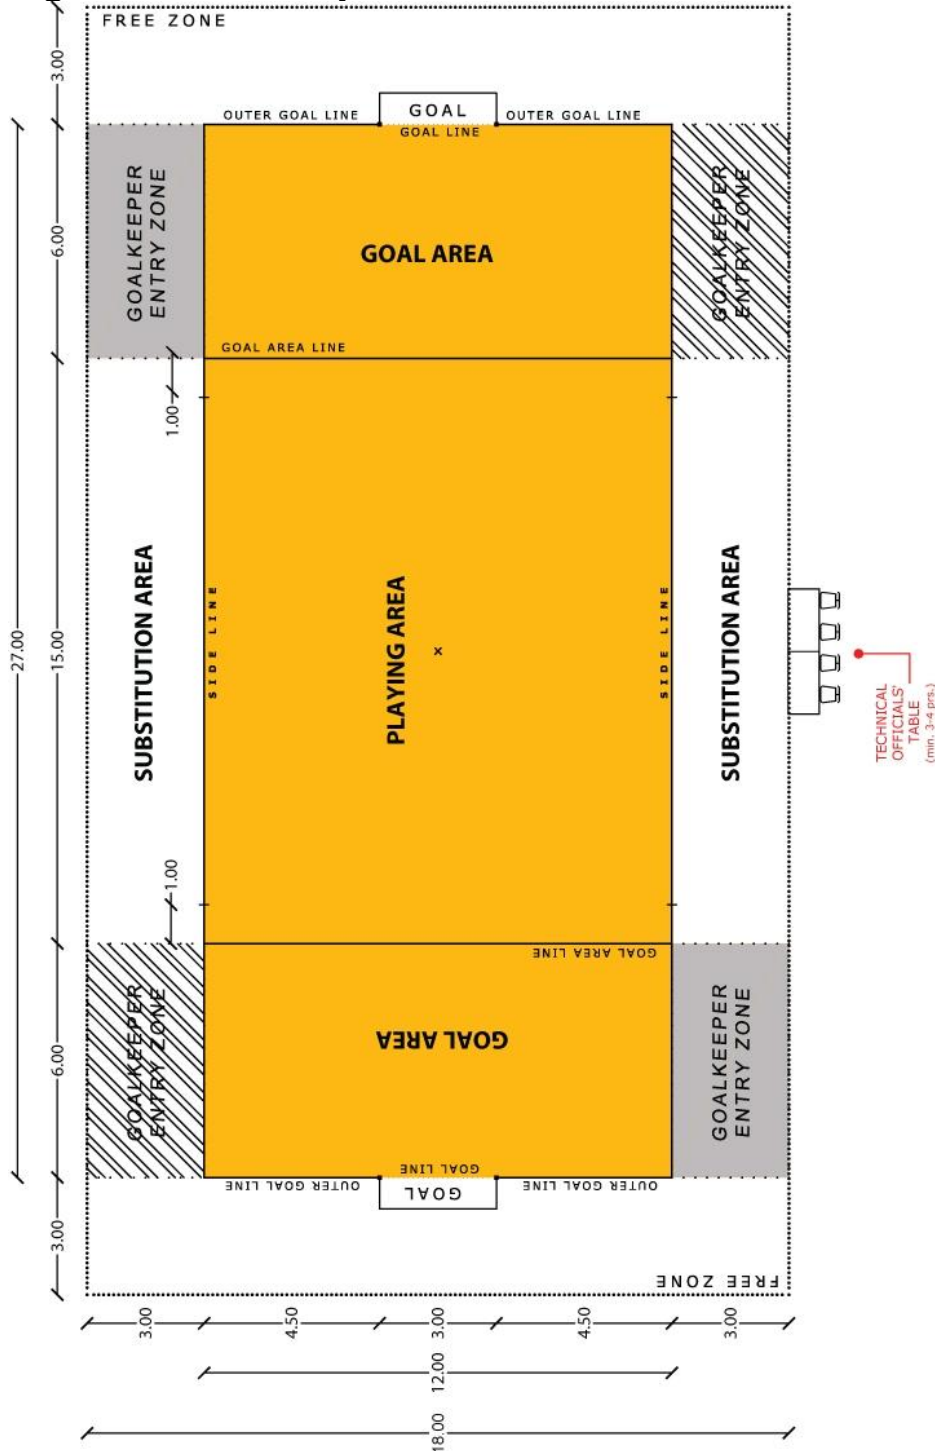 FREE ZONE
3.00
GOAL
OUTER GOAL LINE
OUTER GOAL LINE
GOAL LINE
GOALKEEPER
ENTRY ZONE
GOALKEEPER
ENTRY ZONE
6.00
GOAL AREA
GOAL AREA LINE
1.00
27.00
15.00
SUBSTITUTION AREA
SIDE LINE
PLAYING AREA
x
SIDE LINE
SUBSTITUTION AREA
TECHNICAL
OFFICIALS'
TABLE
(min. 3-4 prs.)
1.00
GOAL AREA LINE
GOALKEEPER
ENTRY ZONE
GOAL AREA
GOALKEEPER
ENTRY ZONE
6.00
GOAL LINE
OUTER GOAL LINE
GOAL
OUTER GOAL LINE
3.00
FREE ZONE
3.00
4.50
3.00
4.50
3.00
12.00
18.00